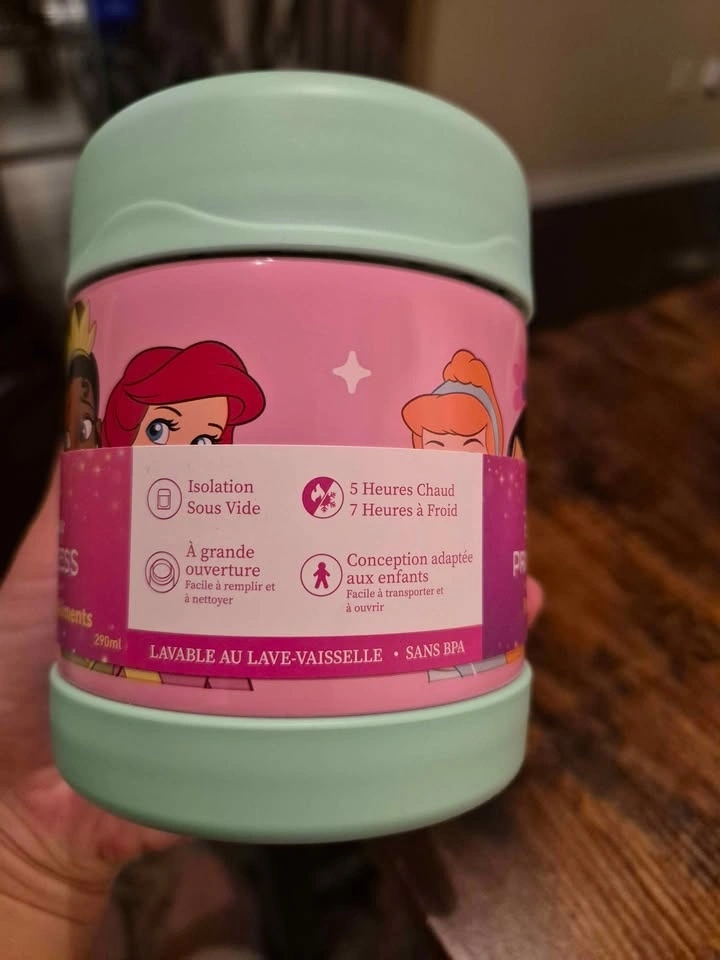 Isolation
Sous Vide
5 Heures Chaud
7 Heures à Froid
À grande
ouverture
Facile à remplir et
à nettoyer
Conception adaptée
aux enfants
Facile à transporter et
à ouvrir
290ml
LAVABLE AU LAVE-VAISSELLE • SANS BPA